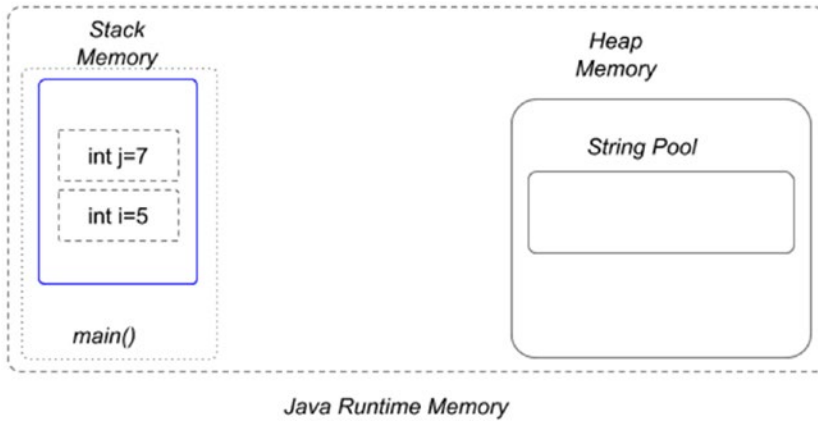 Stack
Memory
Heap
Memory
int j=7
String Pool
int i=5
main()
Java Runtime Memory